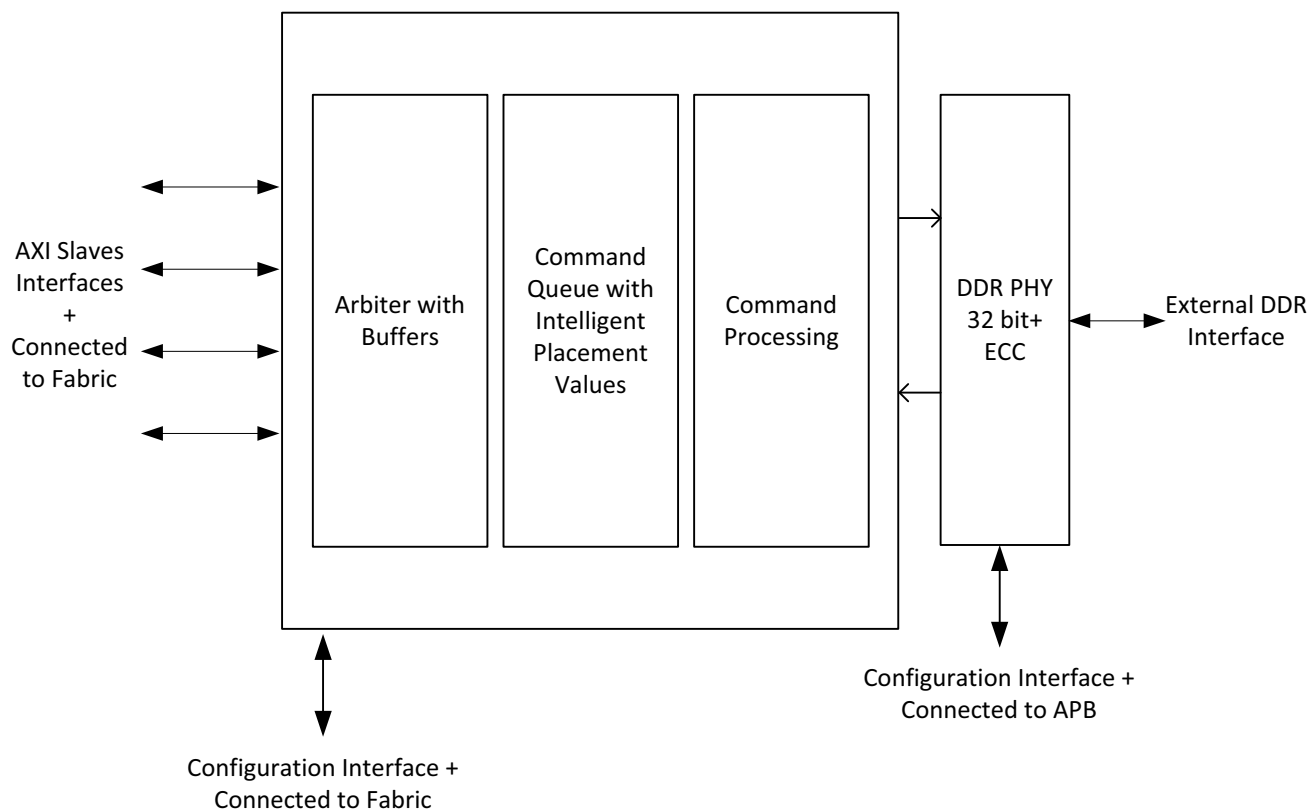 AXI Slaves
Interfaces
+
Connected
to Fabric
Arbiter with
Buffers
Command
Queue with
Intelligent
Placement
Values
Command
Processing
DDR PHY
32 bit+
ECC
External DDR
Interface
Configuration Interface +
Connected to APB
Configuration Interface +
Connected to Fabric